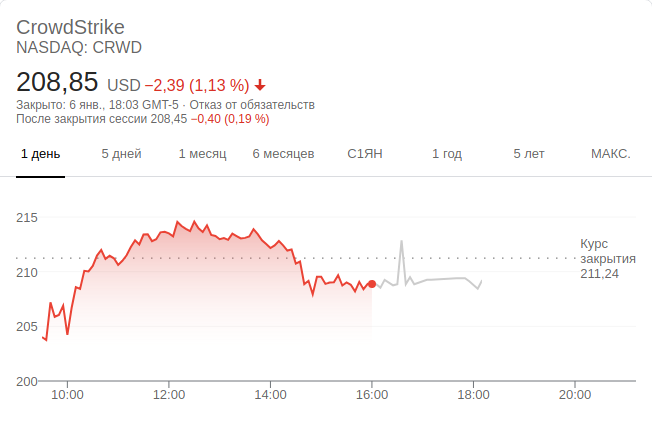 CrowdStrike
NASDAQ: CRWD
208,85 USD −2,39 (1,13 %)
Закрыто: 6 янв., 18:03 GMT-5 · Отказ от обязательств
После закрытия сессии 208,45 −0,40 (0,19 %)
1 день 5 дней 1 месяц 6 месяцев С1ЯН 1 год 5 лет МАКС.
215
210
205
200
Курс
закрытия
211,24
10:00 12:00 14:00 16:00 18:00 20:00